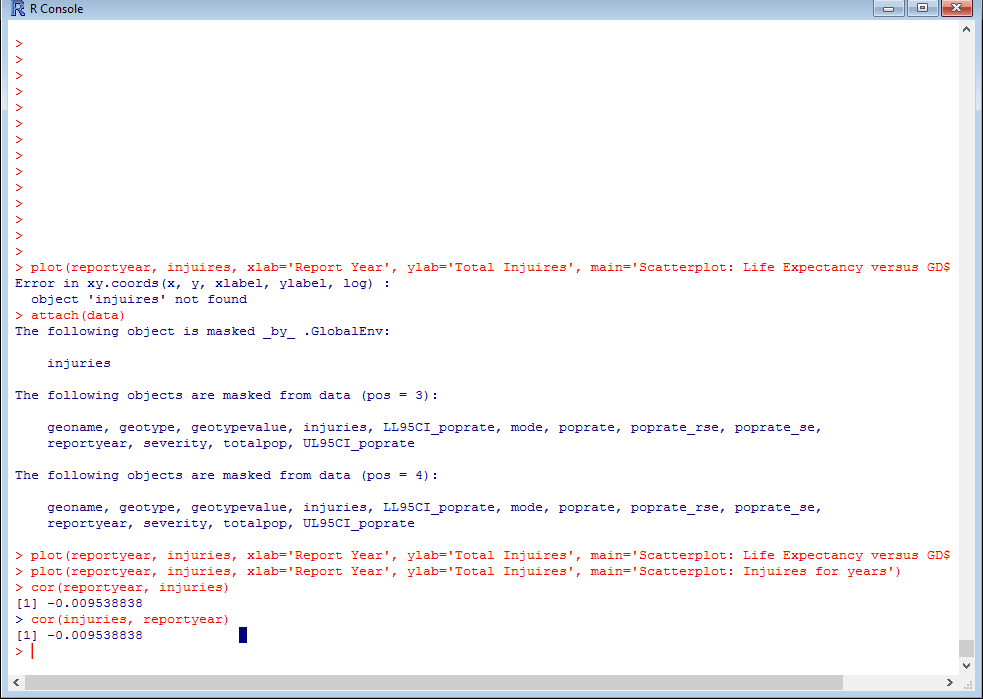 R Console
>
>
>
>
>
>
>
>
>
>
>
>
>
>
> plot(reportyear, injuires, xlab='Report Year', ylab='Total Injuires', main='Scatterplot: Life Expectancy versus GD$
Error in xy.coords(x, y, xlabel, ylabel, log) :
  object 'injuires' not found
> attach(data)
The following object is masked _by_ .GlobalEnv:
    injuries
The following objects are masked from data (pos = 3):
    geoname, geotype, geotypevalue, injuries, LL95CI_poprate, mode, poprate, poprate_rse, poprate_se,
    reportyear, severity, totalpop, UL95CI_poprate
The following objects are masked from data (pos = 4):
    geoname, geotype, geotypevalue, injuries, LL95CI_poprate, mode, poprate, poprate_rse, poprate_se,
    reportyear, severity, totalpop, UL95CI_poprate
> plot(reportyear, injuries, xlab='Report Year', ylab='Total Injuires', main='Scatterplot: Life Expectancy versus GD$
> plot(reportyear, injuries, xlab='Report Year', ylab='Total Injuires', main='Scatterplot: Injuires for years')
> cor(reportyear, injuries)
[1] -0.009538838
> cor(injuries, reportyear)
[1] -0.009538838
>